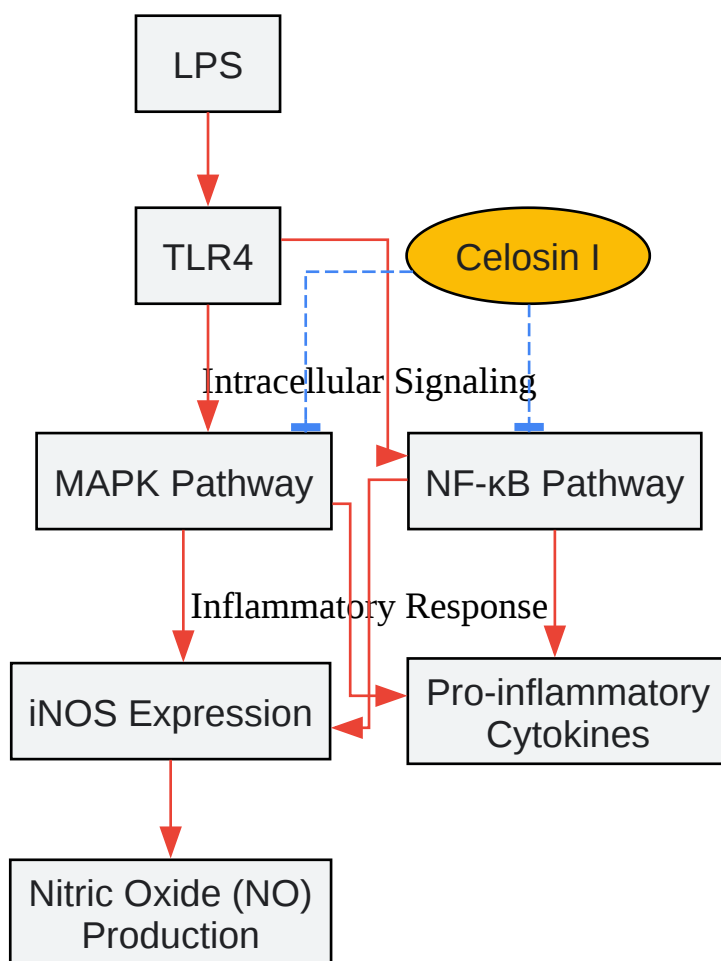 LPS
TLR4
Celosin I
Intracellular Signaling
MAPK Pathway
NF-κB Pathway
Inflammatory Response
iNOS Expression
Pro-inflammatory
Cytokines
Nitric Oxide (NO)
Production